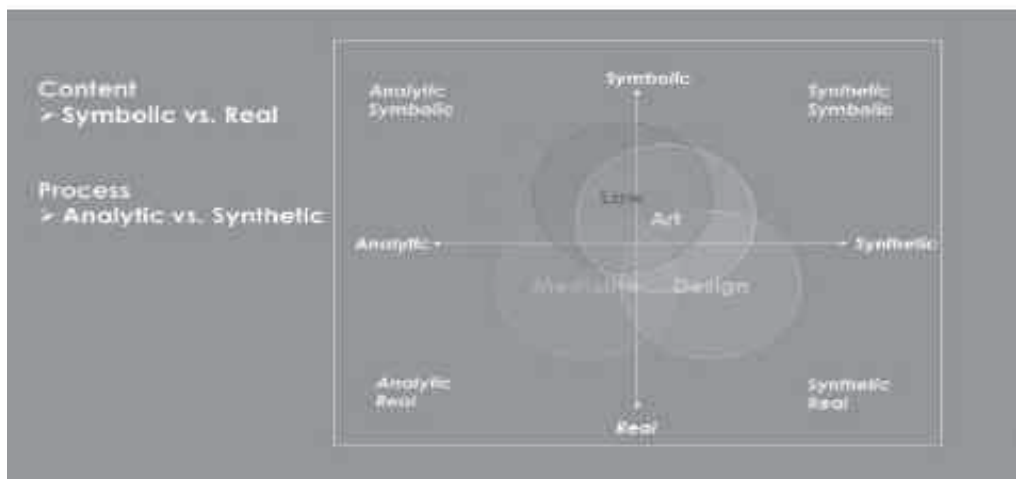 Content
➢ Symbolic vs. Real
Process
➢ Analytic vs. Synthetic
Analytic
Symbolic
Symbolic
Synthetic
Symbolic
Law
Art
Analytic
Synthetic
Design
Analytic
Real
Synthetic
Real
Real